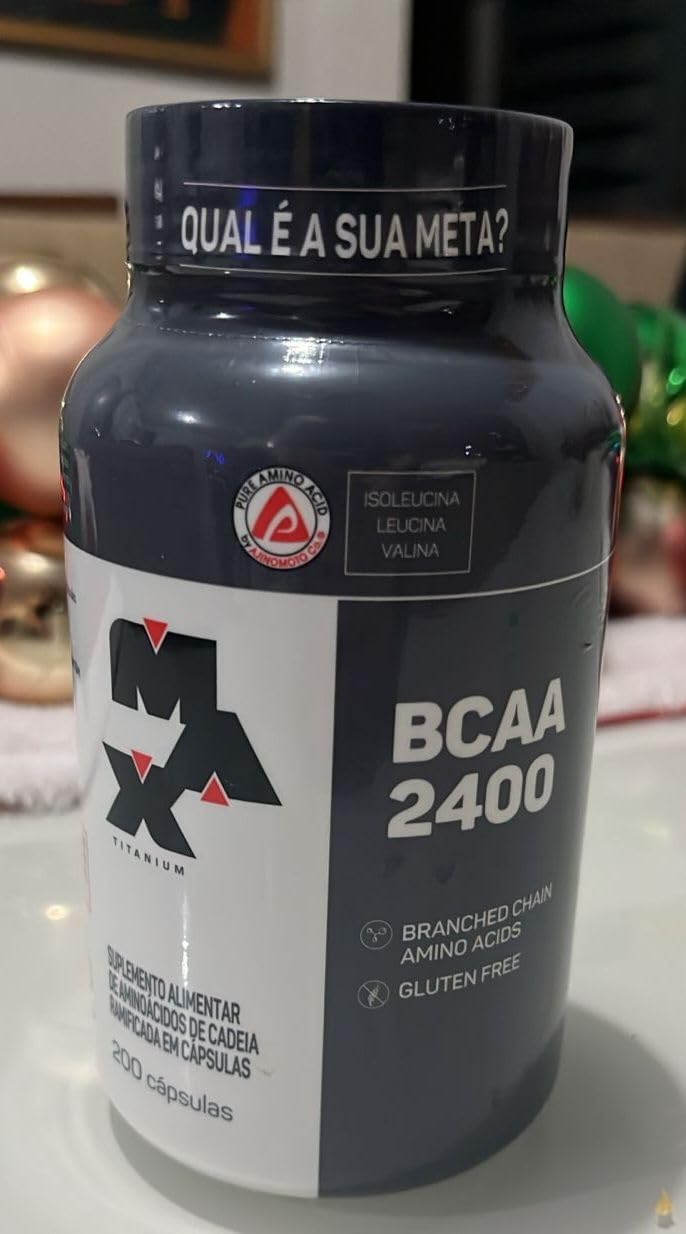 QUAL É A SUA META?
PURE AMINO ACID
by AJINOMOTO Co.®
ISOLEUCINA
LEUCINA
VALINA
MAX
TITANIUM
BCAA
2400
BRANCHED CHAIN
AMINO ACIDS
GLUTEN FREE
SUPLEMENTO ALIMENTAR
DE AMINOÁCIDOS DE CADEIA
RAMIFICADA EM CÁPSULAS
200 cápsulas